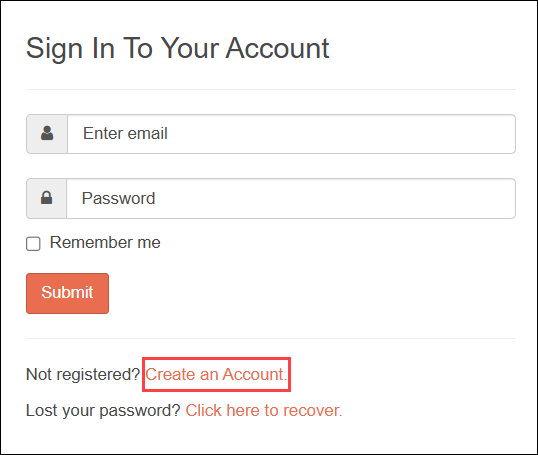 Sign In To Your Account
Enter email
Password
Remember me
Submit
Not registered? Create an Account.
Lost your password? Click here to recover.